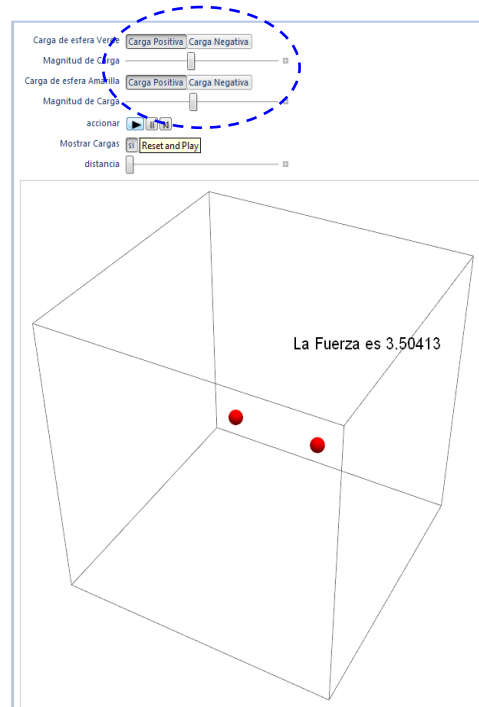 Carga de esfera Verde Carga Positiva Carga Negativa
Magnitud de Carga
Carga de esfera Amarilla Carga Positiva Carga Negativa
Magnitud de Carga
accionar
Mostrar Cargas si Reset and Play
distancia
La Fuerza es 3.50413